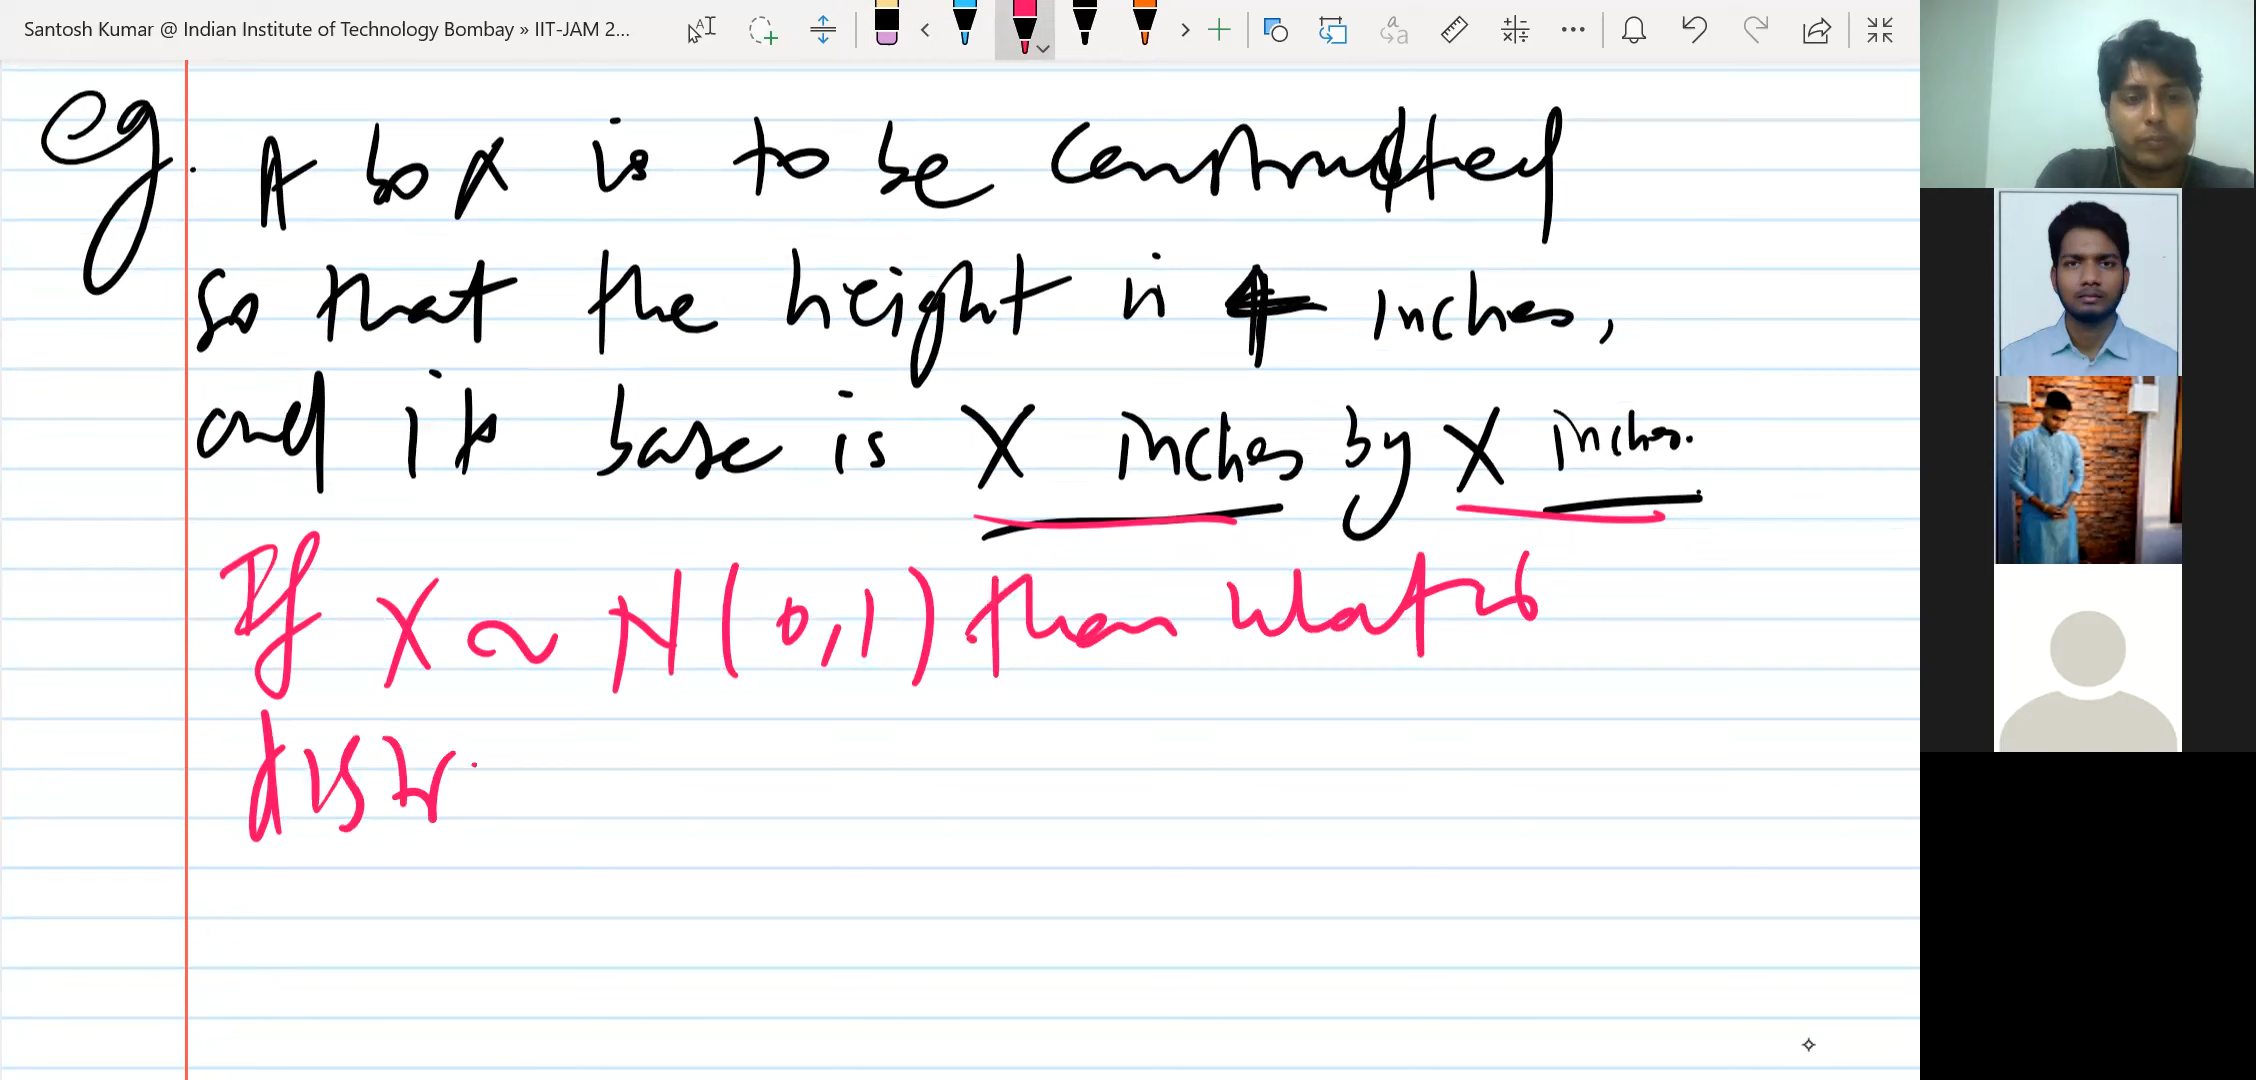 Santosh Kumar @ Indian Institute of Technology Bombay » IIT-JAM 2...
eg. A box is to be constructed
so that the height is 4 inches,
and its base is X inches by X inches.
If X ~ N(0,1) then what is
distr